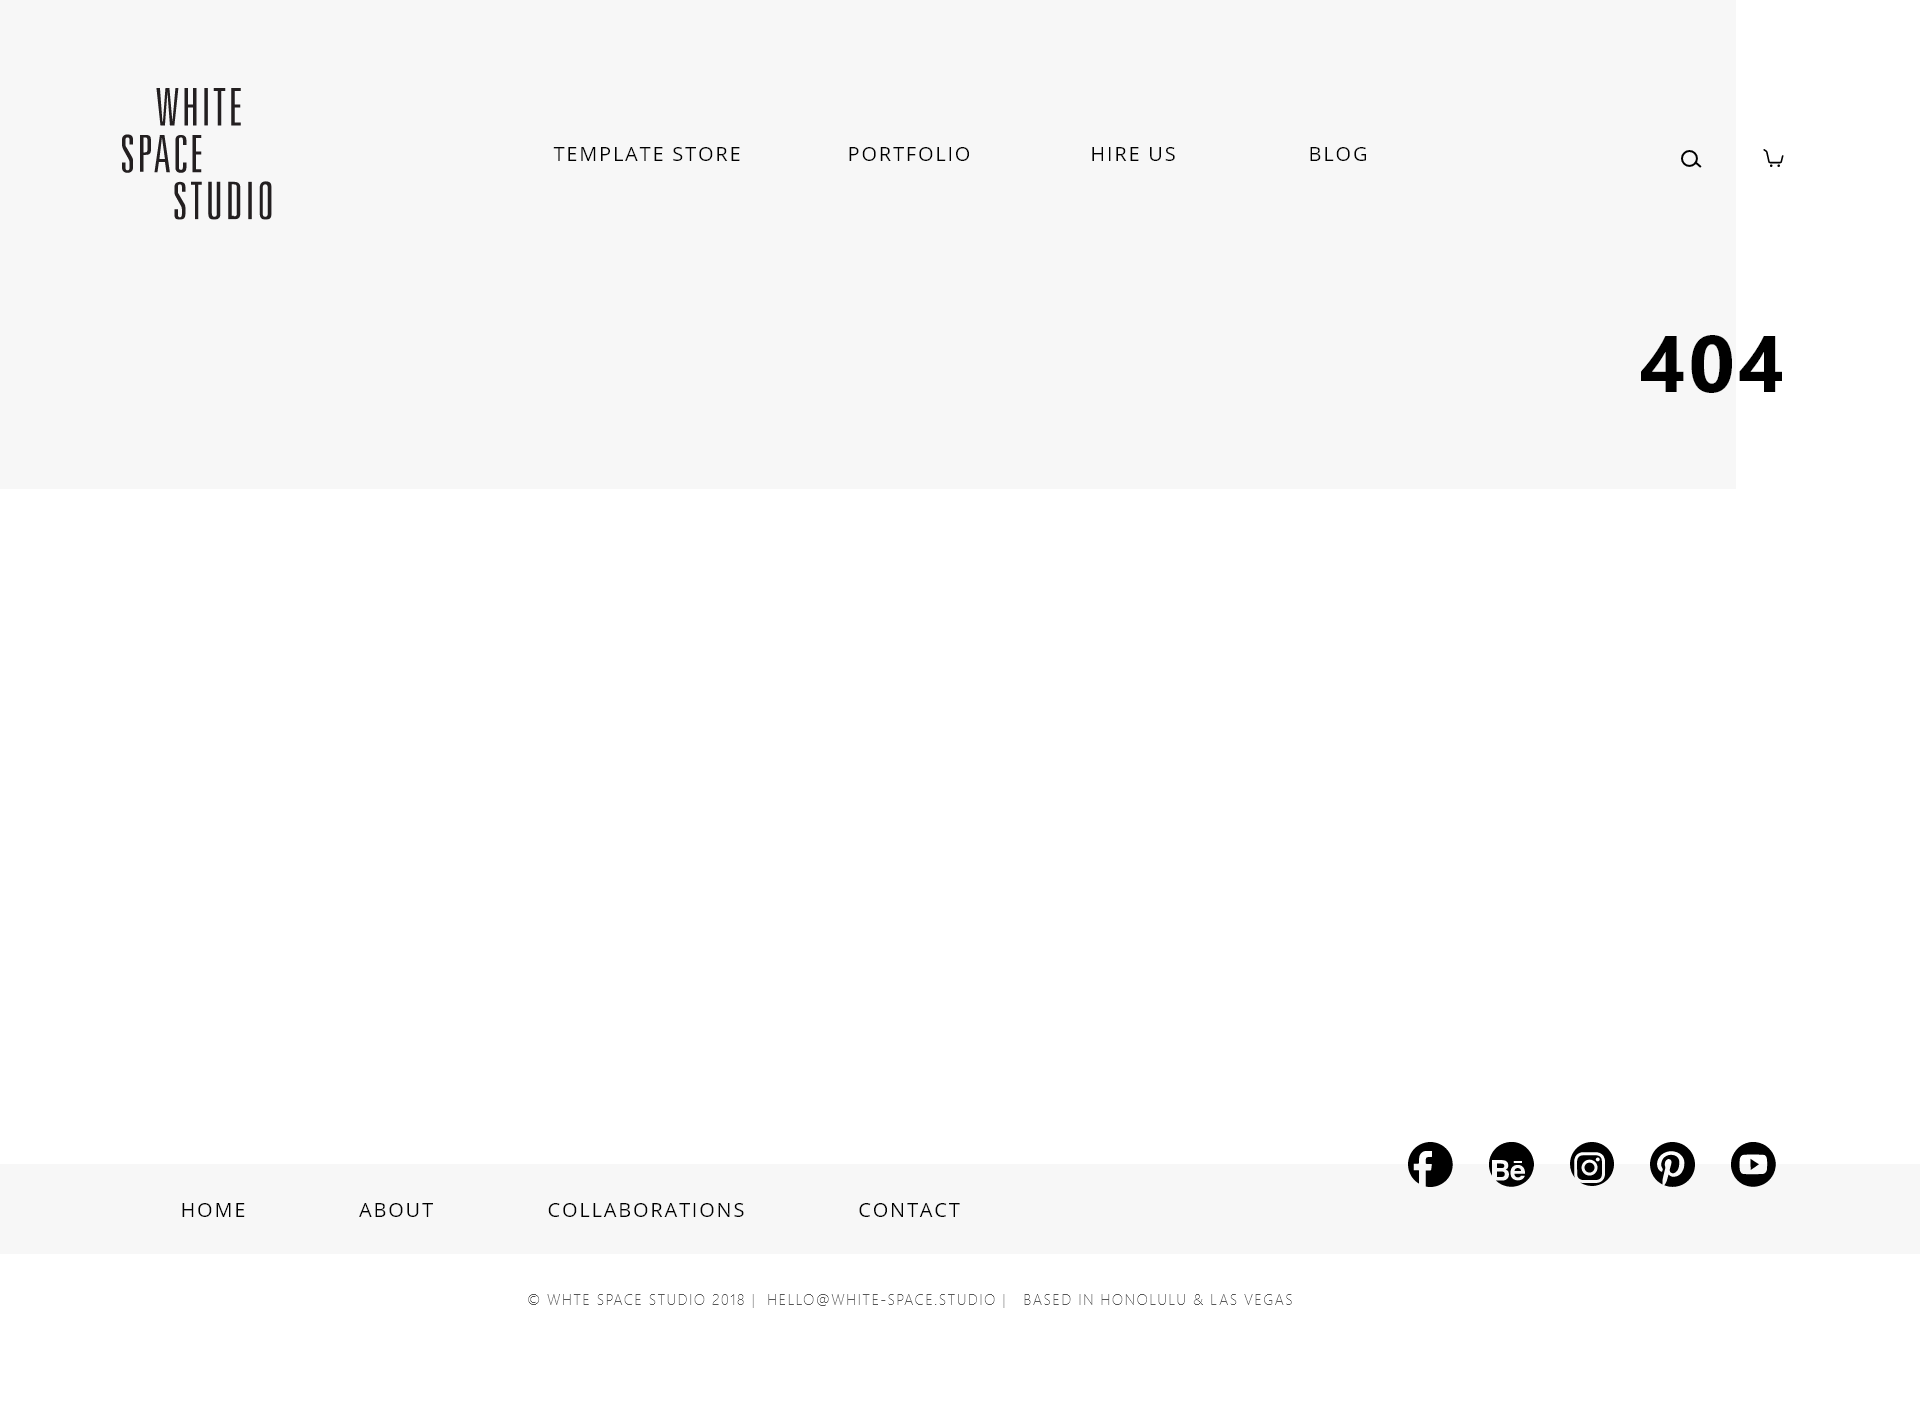 WHITE
SPACE
STUDIO
TEMPLATE STORE
PORTFOLIO
HIRE US
BLOG
404
HOME
ABOUT
COLLABORATIONS
CONTACT
Bē
© WHTE SPACE STUDIO 2018 | HELLO@WHITE-SPACE.STUDIO | BASED IN HONOLULU & LAS VEGAS